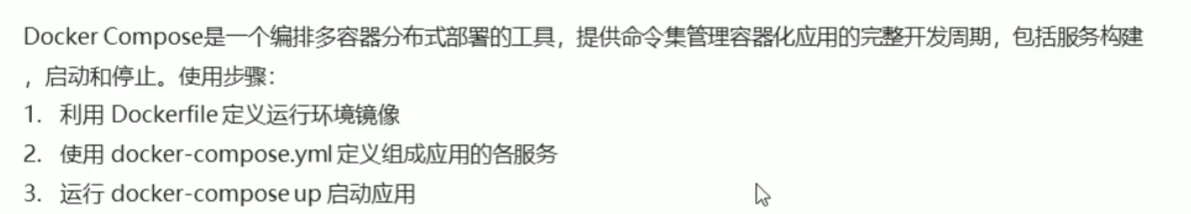 Docker Compose是一个编排多容器分布式部署的工具，提供命令集管理容器化应用的完整开发周期，包括服务构建
，启动和停止。使用步骤：
1. 利用 Dockerfile 定义运行环境镜像
2. 使用 docker-compose.yml 定义组成应用的各服务
3. 运行 docker-compose up 启动应用